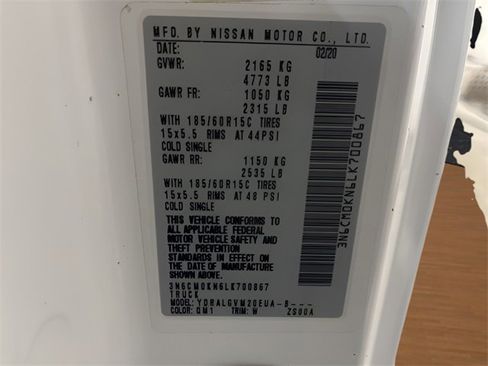 MFG. BY NISSAN MOTOR CO., LTD.
DATE: 02/20
GVWR: 2165 KG
4773 LB
GAWR FR: 1050 KG
2315 LB
WITH 185/60R15C TIRES
15x5.5 RIMS AT 44PSI
COLD SINGLE
GAWR RR: 1150 KG
2535 LB
WITH 185/60R15C TIRES
15x5.5 RIMS AT 48 PSI
COLD SINGLE
THIS VEHICLE CONFORMS TO
ALL APPLICABLE FEDERAL
MOTOR VEHICLE SAFETY AND
THEFT PREVENTION
STANDARDS IN EFFECT ON
THE DATE OF MANUFACTURE
SHOWN ABOVE.
3N6CM0KN6LK700867
TRUCK
MODEL: YDRALGVM20EUA-B---
COLOR: QM1 TRIM: W ZS00A
3N6CM0KN6LK700867